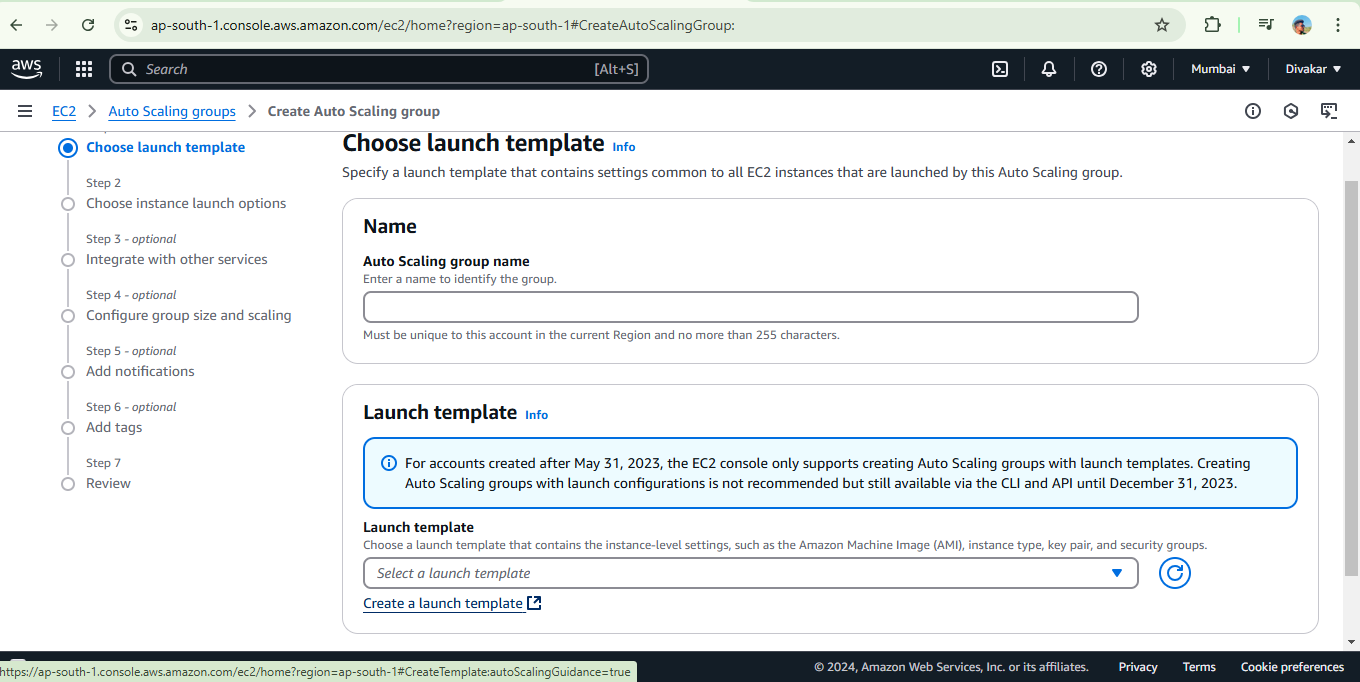 ap-south-1.console.aws.amazon.com/ec2/home?region=ap-south-1#CreateAutoScalingGroup:
aws
Search
[Alt+S]
Mumbai
Divakar
EC2
Auto Scaling groups
Create Auto Scaling group
Choose launch template
Step 2
Choose instance launch options
Step 3 - optional
Integrate with other services
Step 4 - optional
Configure group size and scaling
Step 5 - optional
Add notifications
Step 6 - optional
Add tags
Step 7
Review
Choose launch template Info
Specify a launch template that contains settings common to all EC2 instances that are launched by this Auto Scaling group.
Name
Auto Scaling group name
Enter a name to identify the group.
Must be unique to this account in the current Region and no more than 255 characters.
Launch template Info
For accounts created after May 31, 2023, the EC2 console only supports creating Auto Scaling groups with launch templates. Creating
Auto Scaling groups with launch configurations is not recommended but still available via the CLI and API until December 31, 2023.
Launch template
Choose a launch template that contains the instance-level settings, such as the Amazon Machine Image (AMI), instance type, key pair, and security groups.
Select a launch template
Create a launch template
https://ap-south-1.console.aws.amazon.com/ec2/home?region=ap-south-1#CreateTemplate:autoScalingGuidance=true
© 2024, Amazon Web Services, Inc. or its affiliates.
Privacy
Terms
Cookie preferences